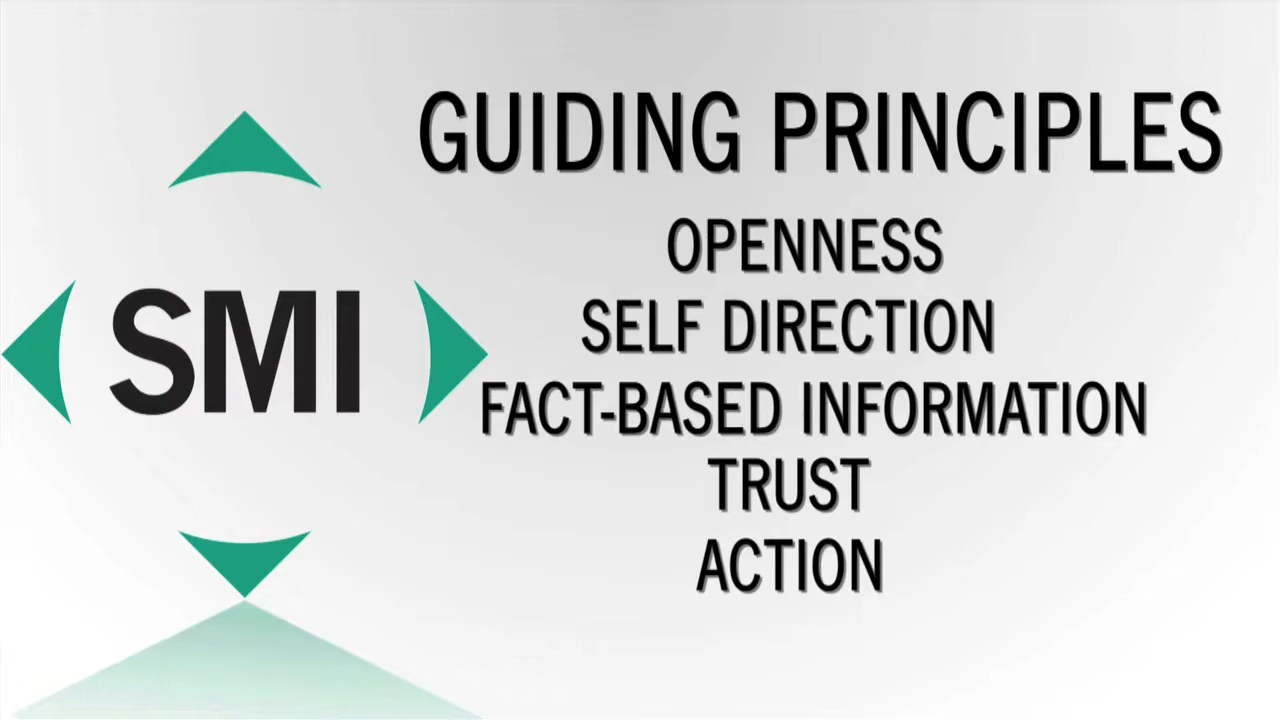 GUIDING PRINCIPLES
SMI
OPENNESS
SELF DIRECTION
FACT-BASED INFORMATION
TRUST
ACTION